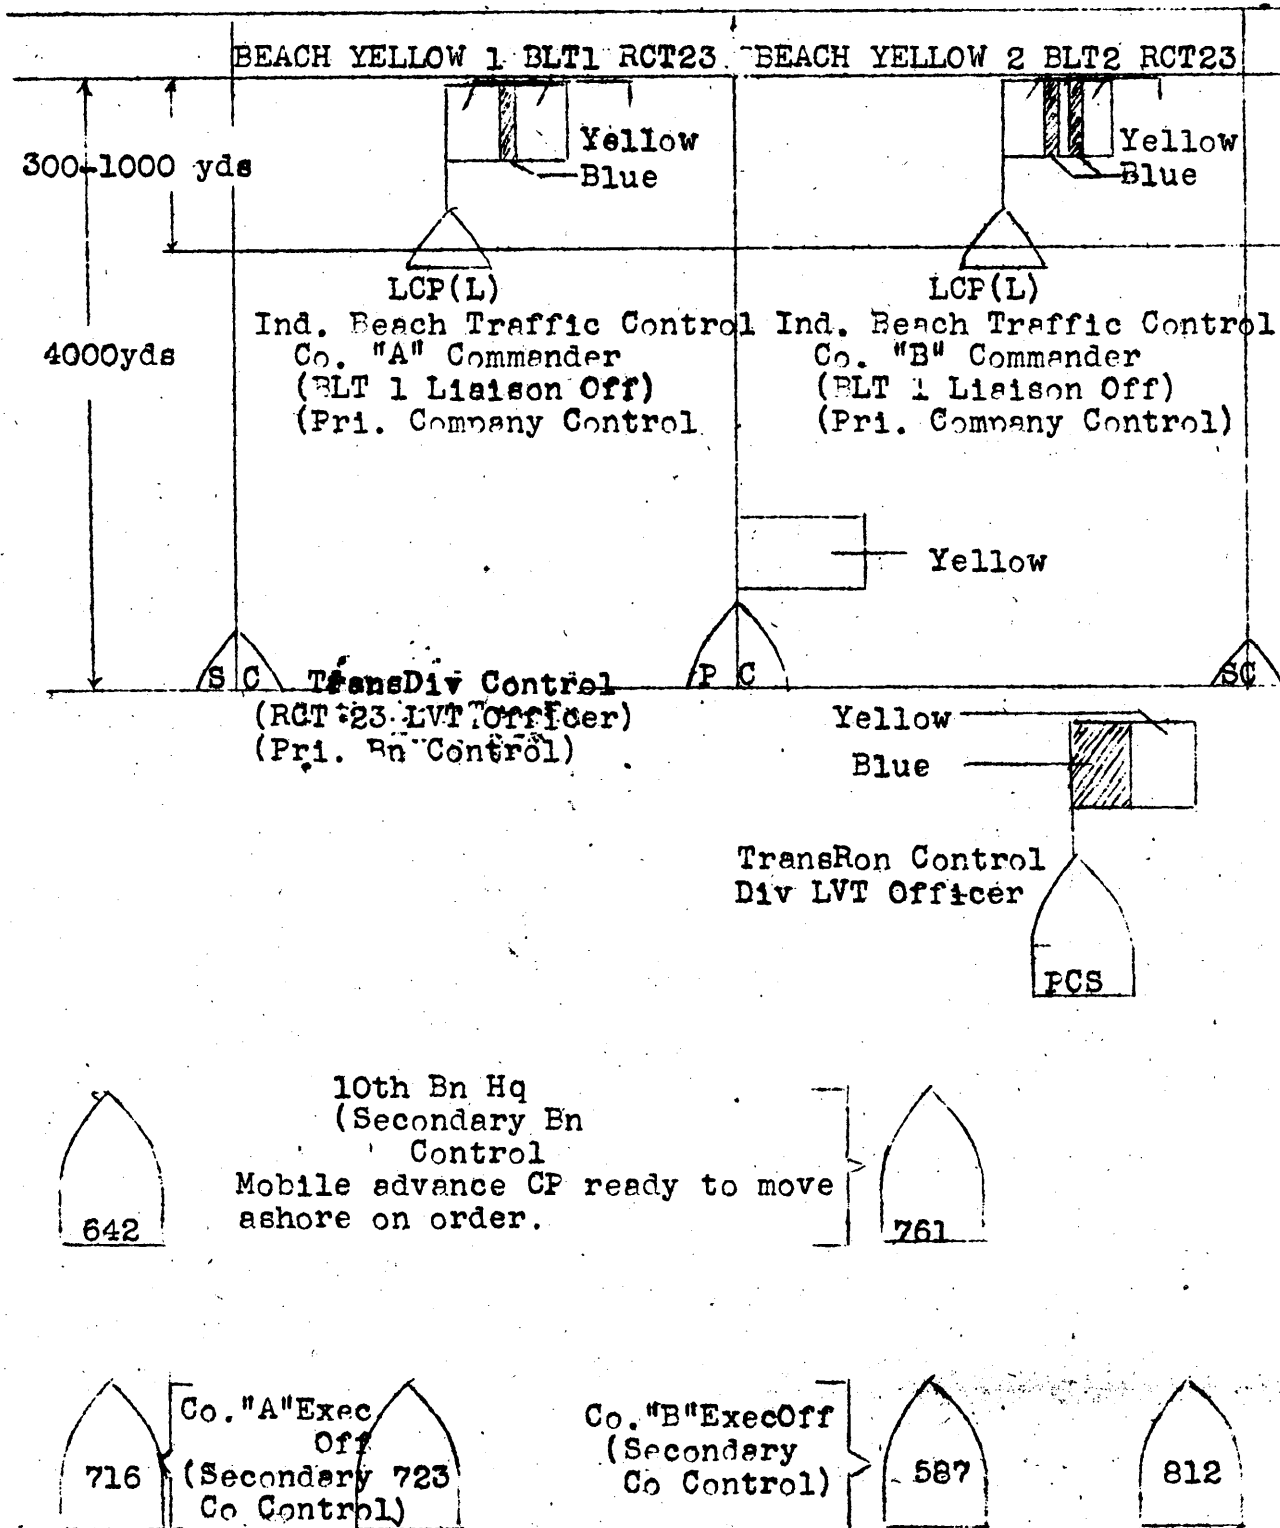 BEACH YELLOW 1 BLT1 RCT23.
BEACH YELLOW 2 BLT2 RCT23
300-1000 yds
Yellow
Blue
Yellow
Blue
4000yds
LCP(L)
Ind. Beach Traffic Control
Co. "A" Commander
(BLT 1 Liaison Off)
(Pri. Company Control
LCP(L)
Ind. Beach Traffic Control
Co. "B" Commander
(BLT 1 Liaison Off)
(Pri. Company Control)
Yellow
S C
TransDiv Control
(RCT 23 LVT Officer)
(Pri. Bn Control)
P C
SC
Yellow
Blue
TransRon Control
Div LVT Officer
PCS
10th Bn Hq
(Secondary Bn
Control
Mobile advance CP ready to move
ashore on order.
642
761
Co."A"Exec
Off
(Secondary
Co Control)
716
723
Co."B"ExecOff
(Secondary
Co Control)
587
812